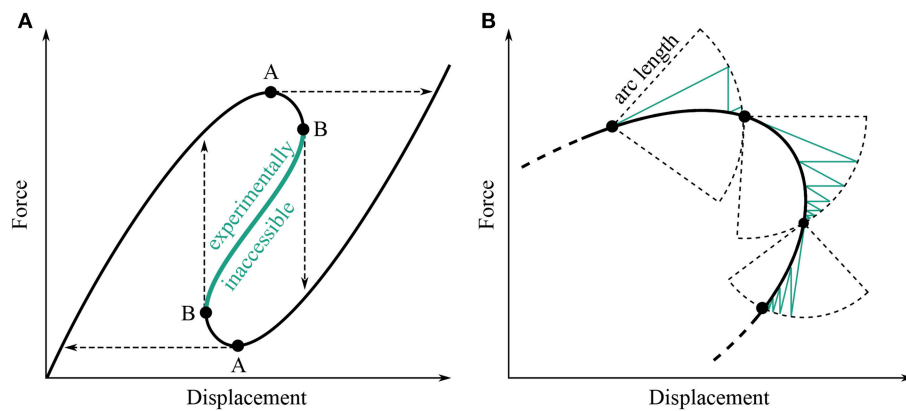 A
Force
A
B
experimentally
inaccessible
B
A
Displacement
B
Force
arc length
Displacement